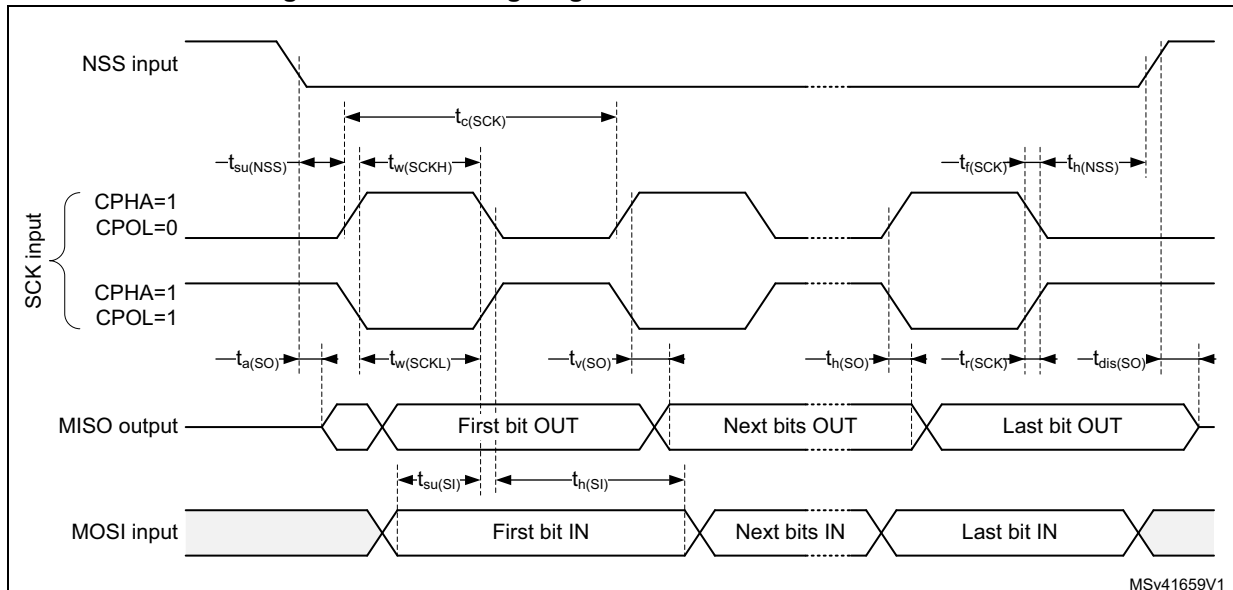 NSS input
tc(SCK)
tsu(NSS) tw(SCKH) tf(SCK) th(NSS)
SCK input
CPHA=1
CPOL=0
CPHA=1
CPOL=1
ta(SO) tw(SCKL) tv(SO) th(SO) tr(SCK) tdis(SO)
MISO output First bit OUT Next bits OUT Last bit OUT
tsu(SI) th(SI)
MOSI input First bit IN Next bits IN Last bit IN
MSv41659V1